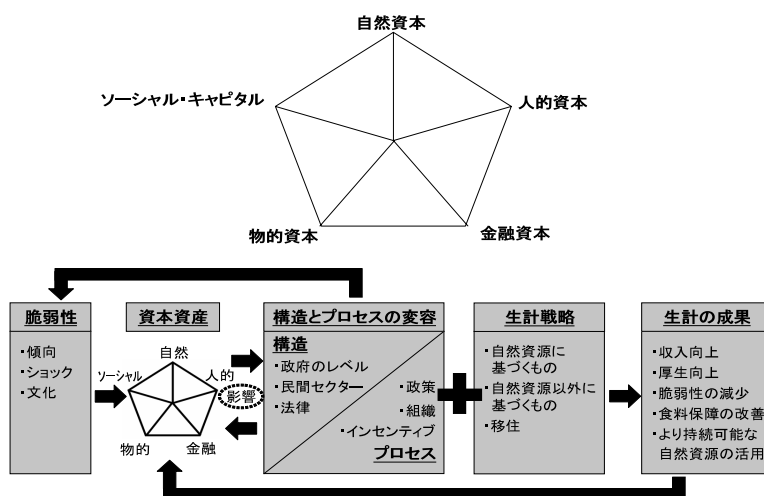 自然資本
ソーシャル・キャピタル
人的資本
物的資本
金融資本
脆弱性
・傾向
・ショック
・文化
資本資産
自然
ソーシャル
人的
影響
物的
金融
構造とプロセスの変容
構造
・政府のレベル
・民間セクター
・法律
・政策
・組織
・インセンティブ
プロセス
生計戦略
・自然資源に
基づくもの
・自然資源以外に
基づくもの
・移住
生計の成果
・収入向上
・厚生向上
・脆弱性の減少
・食料保障の改善
・より持続可能な
自然資源の活用